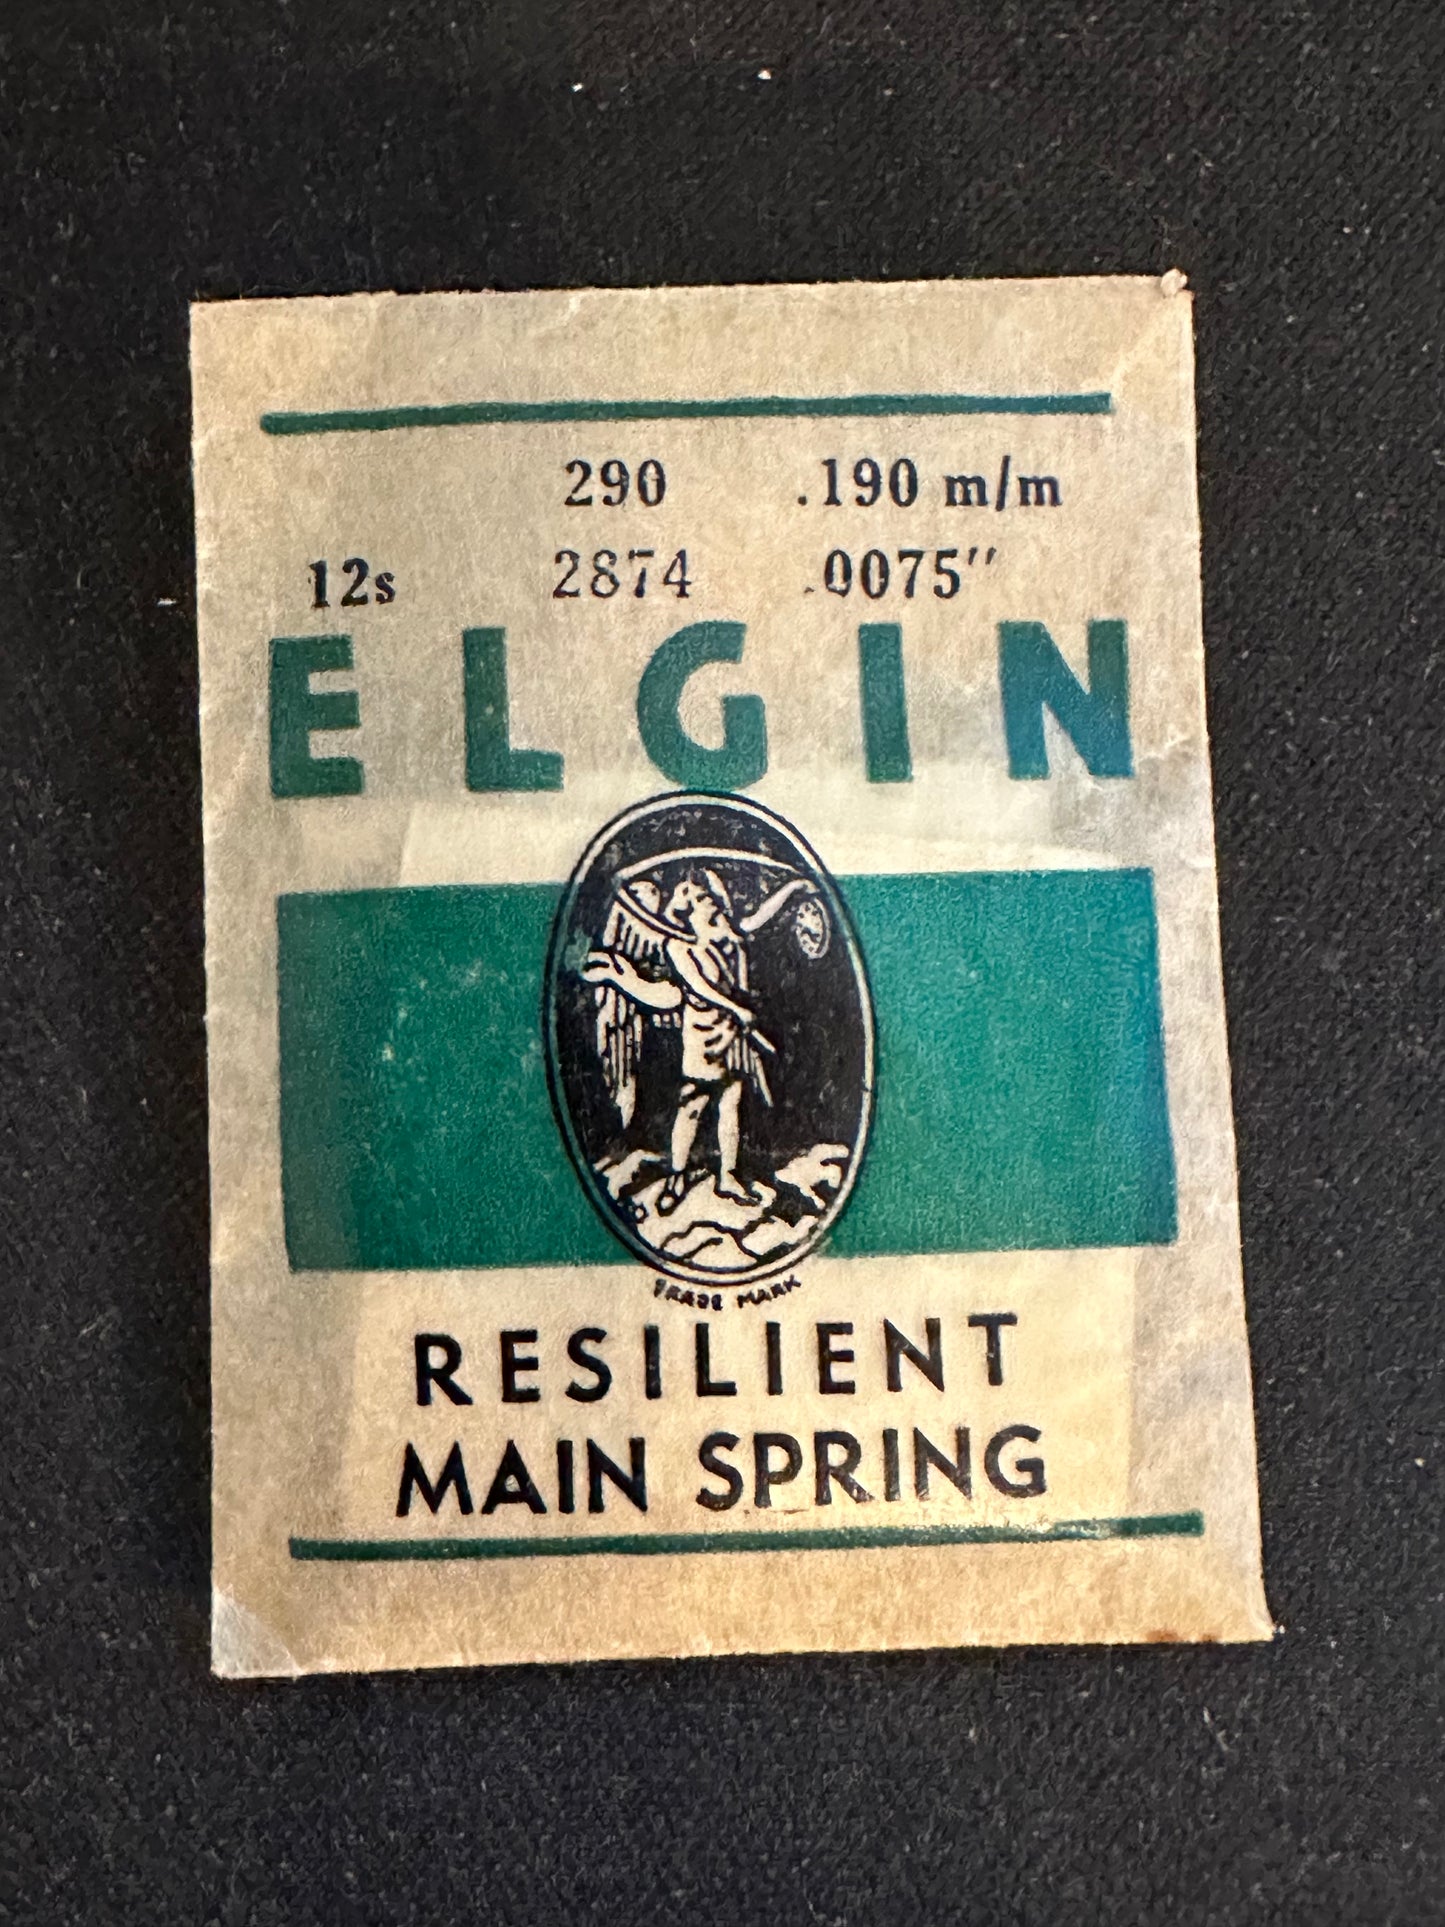 290 .190 m/m
12s 2874 .0075"
ELGIN
TRADE MARK
RESILIENT
MAIN SPRING